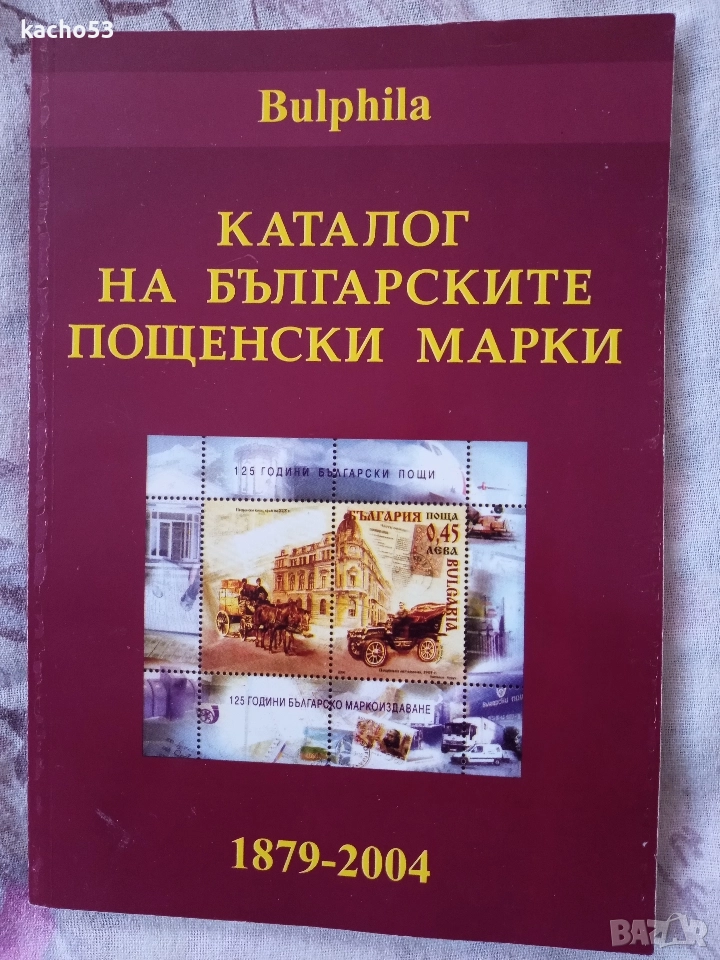 kacho53
Bulphila
КАТАЛОГ
НА БЪЛГАРСКИТЕ
ПОЩЕНСКИ МАРКИ
125 ГОДИНИ БЪЛГАРСКИ ПОЩИ
БЪЛГАРИЯ ПОЩА
0,45
ЛЕВА
BULGARIA
125 ГОДИНИ БЪЛГАРСКО МАРКОИЗДАВАНЕ
1879-2004
BAZAR